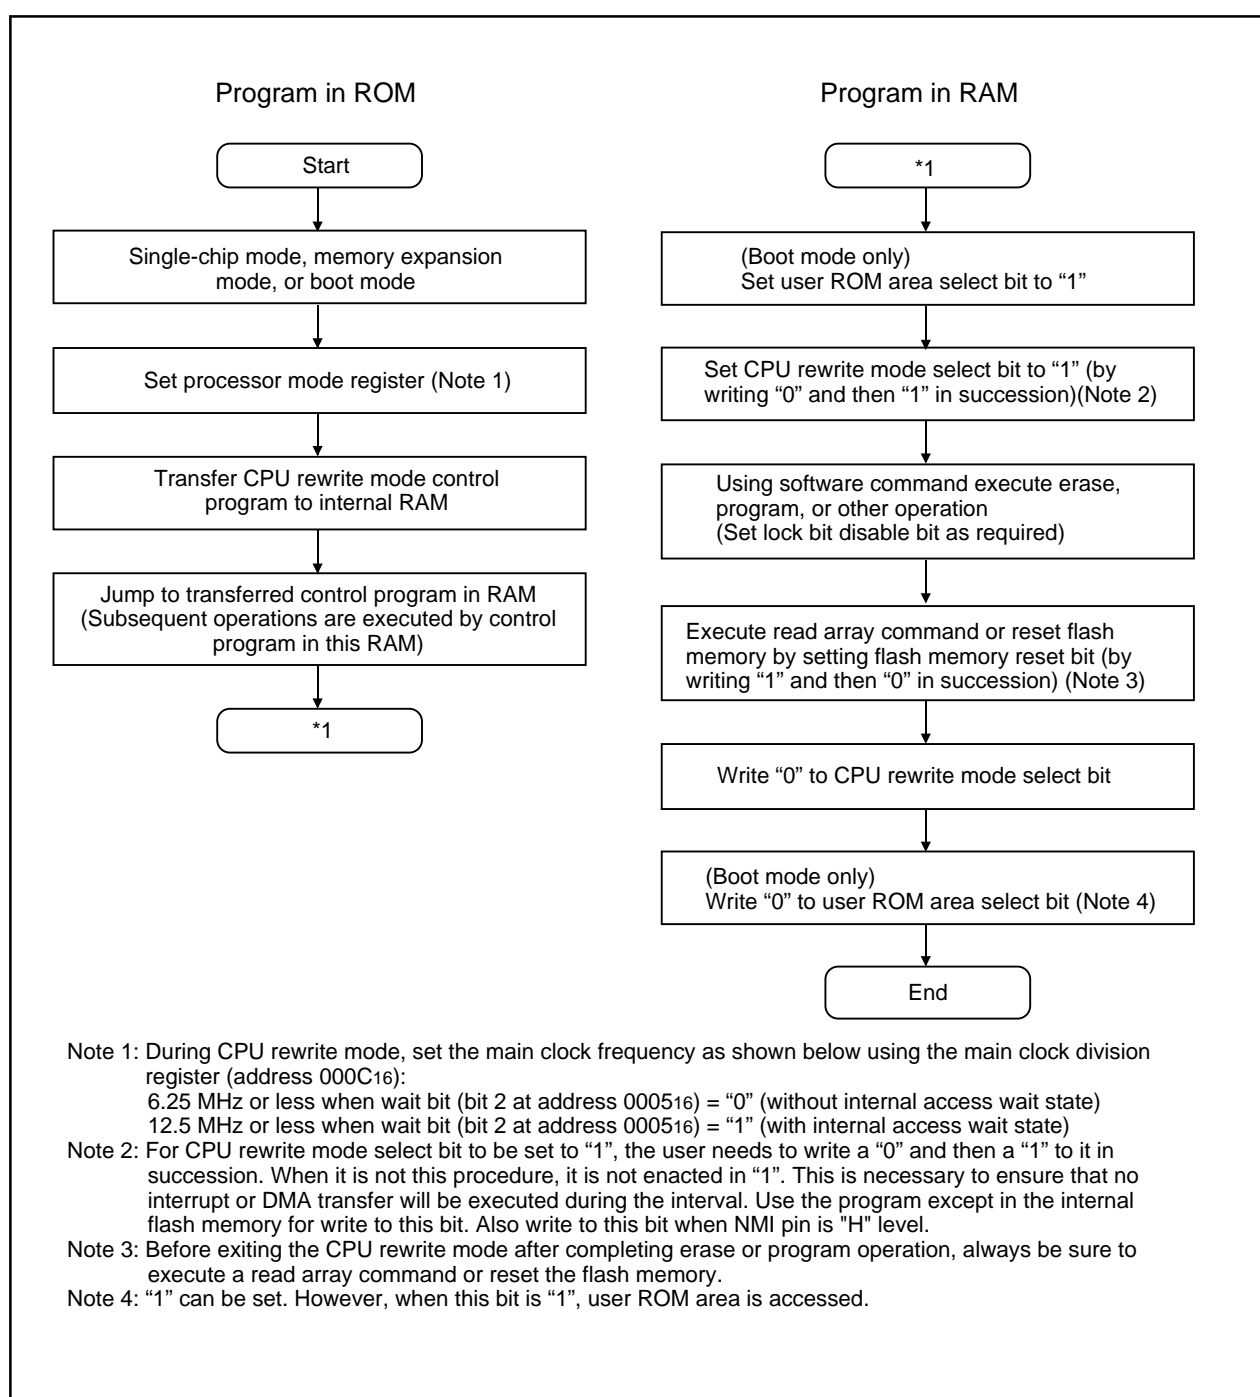 Program in ROM
Start
Single-chip mode, memory expansion
mode, or boot mode
Set processor mode register (Note 1)
Transfer CPU rewrite mode control
program to internal RAM
Jump to transferred control program in RAM
(Subsequent operations are executed by control
program in this RAM)
*1
Program in RAM
*1
(Boot mode only)
Set user ROM area select bit to “1”
Set CPU rewrite mode select bit to “1” (by
writing “0” and then “1” in succession)(Note 2)
Using software command execute erase,
program, or other operation
(Set lock bit disable bit as required)
Execute read array command or reset flash
memory by setting flash memory reset bit (by
writing “1” and then “0” in succession) (Note 3)
Write “0” to CPU rewrite mode select bit
(Boot mode only)
Write “0” to user ROM area select bit (Note 4)
End
Note 1: During CPU rewrite mode, set the main clock frequency as shown below using the main clock division
register (address 000C16):
6.25 MHz or less when wait bit (bit 2 at address 000516) = “0” (without internal access wait state)
12.5 MHz or less when wait bit (bit 2 at address 000516) = “1” (with internal access wait state)
Note 2: For CPU rewrite mode select bit to be set to “1”, the user needs to write a “0” and then a “1” to it in
succession. When it is not this procedure, it is not enacted in “1”. This is necessary to ensure that no
interrupt or DMA transfer will be executed during the interval. Use the program except in the internal
flash memory for write to this bit. Also write to this bit when NMI pin is "H" level.
Note 3: Before exiting the CPU rewrite mode after completing erase or program operation, always be sure to
execute a read array command or reset the flash memory.
Note 4: “1” can be set. However, when this bit is “1”, user ROM area is accessed.